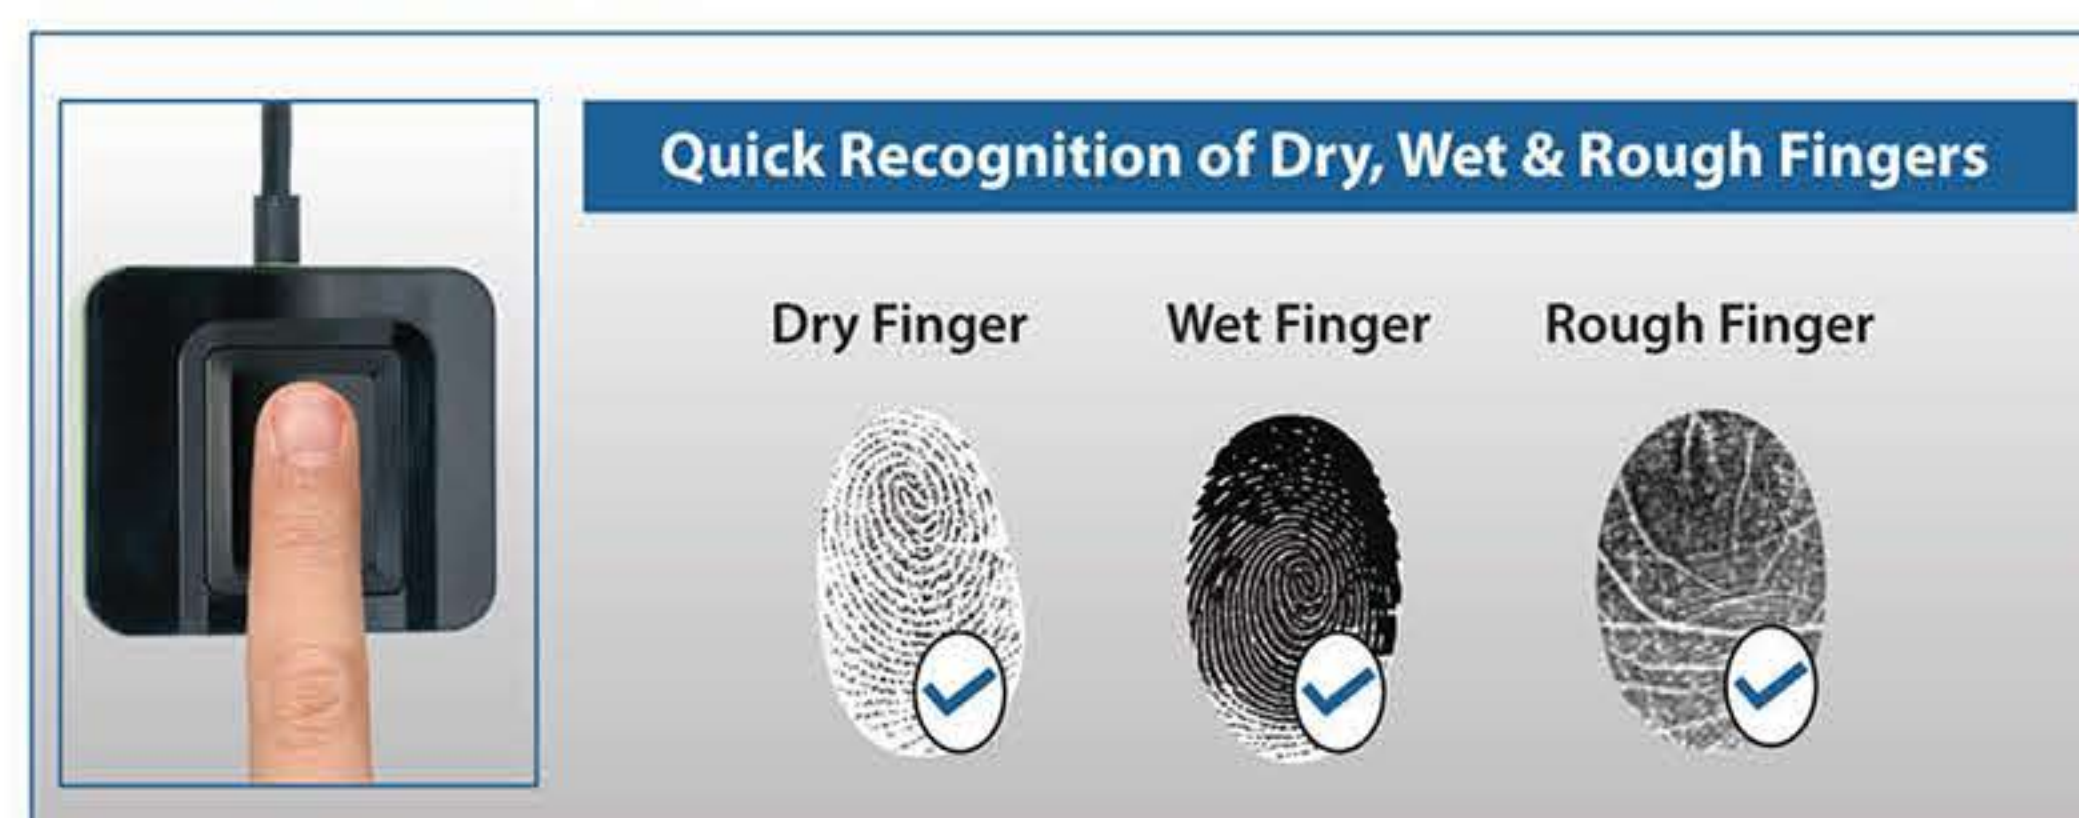 Quick Recognition of Dry, Wet & Rough Fingers
Dry Finger
Wet Finger
Rough Finger